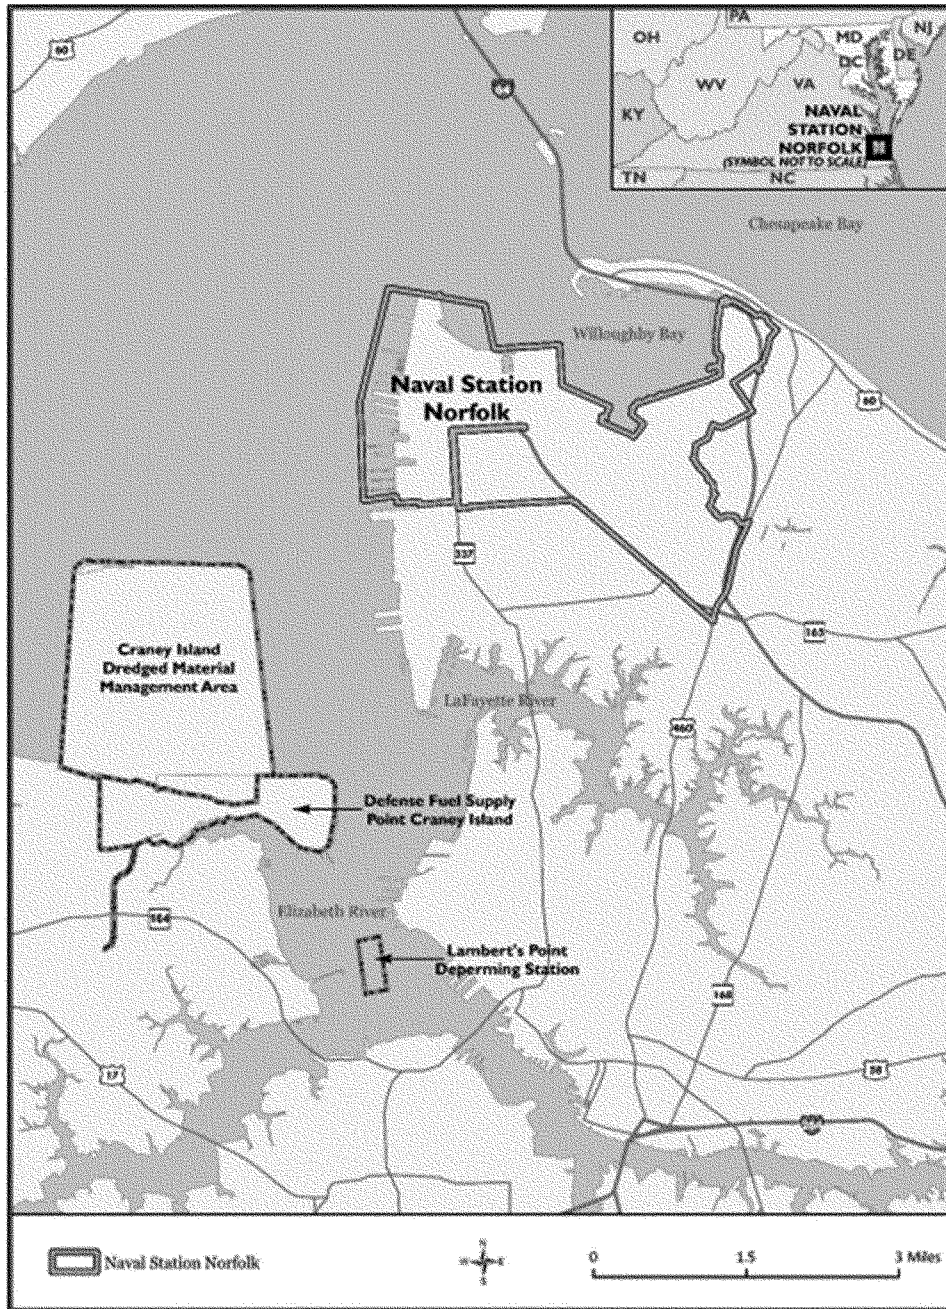 60
64
PA
NJ
OH
MD
DE
DC
WV
VA
KY
NAVAL
STATION
NORFOLK
(SYMBOL NOT TO SCALE)
TN
NC
Chesapeake Bay
Willoughby Bay
Naval Station
Norfolk
60
337
165
Craney Island
Dredged Material
Management Area
LaFayette River
460
Defense Fuel Supply
Point Craney Island
Elizabeth River
164
Lambert's Point
Deperming Station
168
17
58
Naval Station Norfolk
N
W
E
S
0
1.5
3 Miles